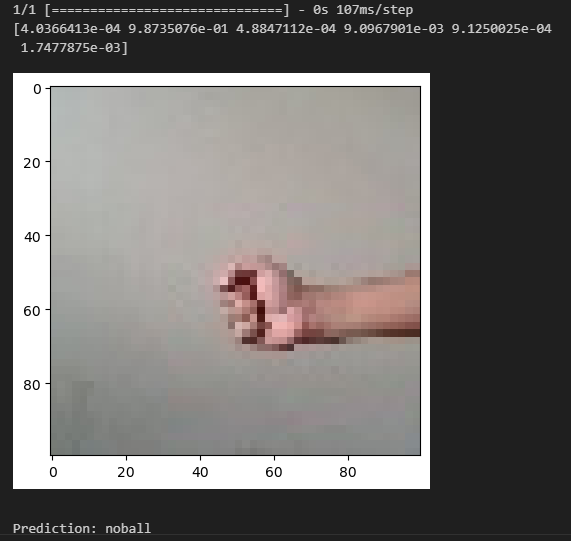 1/1 [==============================] - 0s 107ms/step
[4.0366413e-04 9.8735076e-01 4.8847112e-04 9.0967901e-03 9.1250025e-04
1.7477875e-03]
0
20
40
60
80
0 20 40 60 80
Prediction: noball